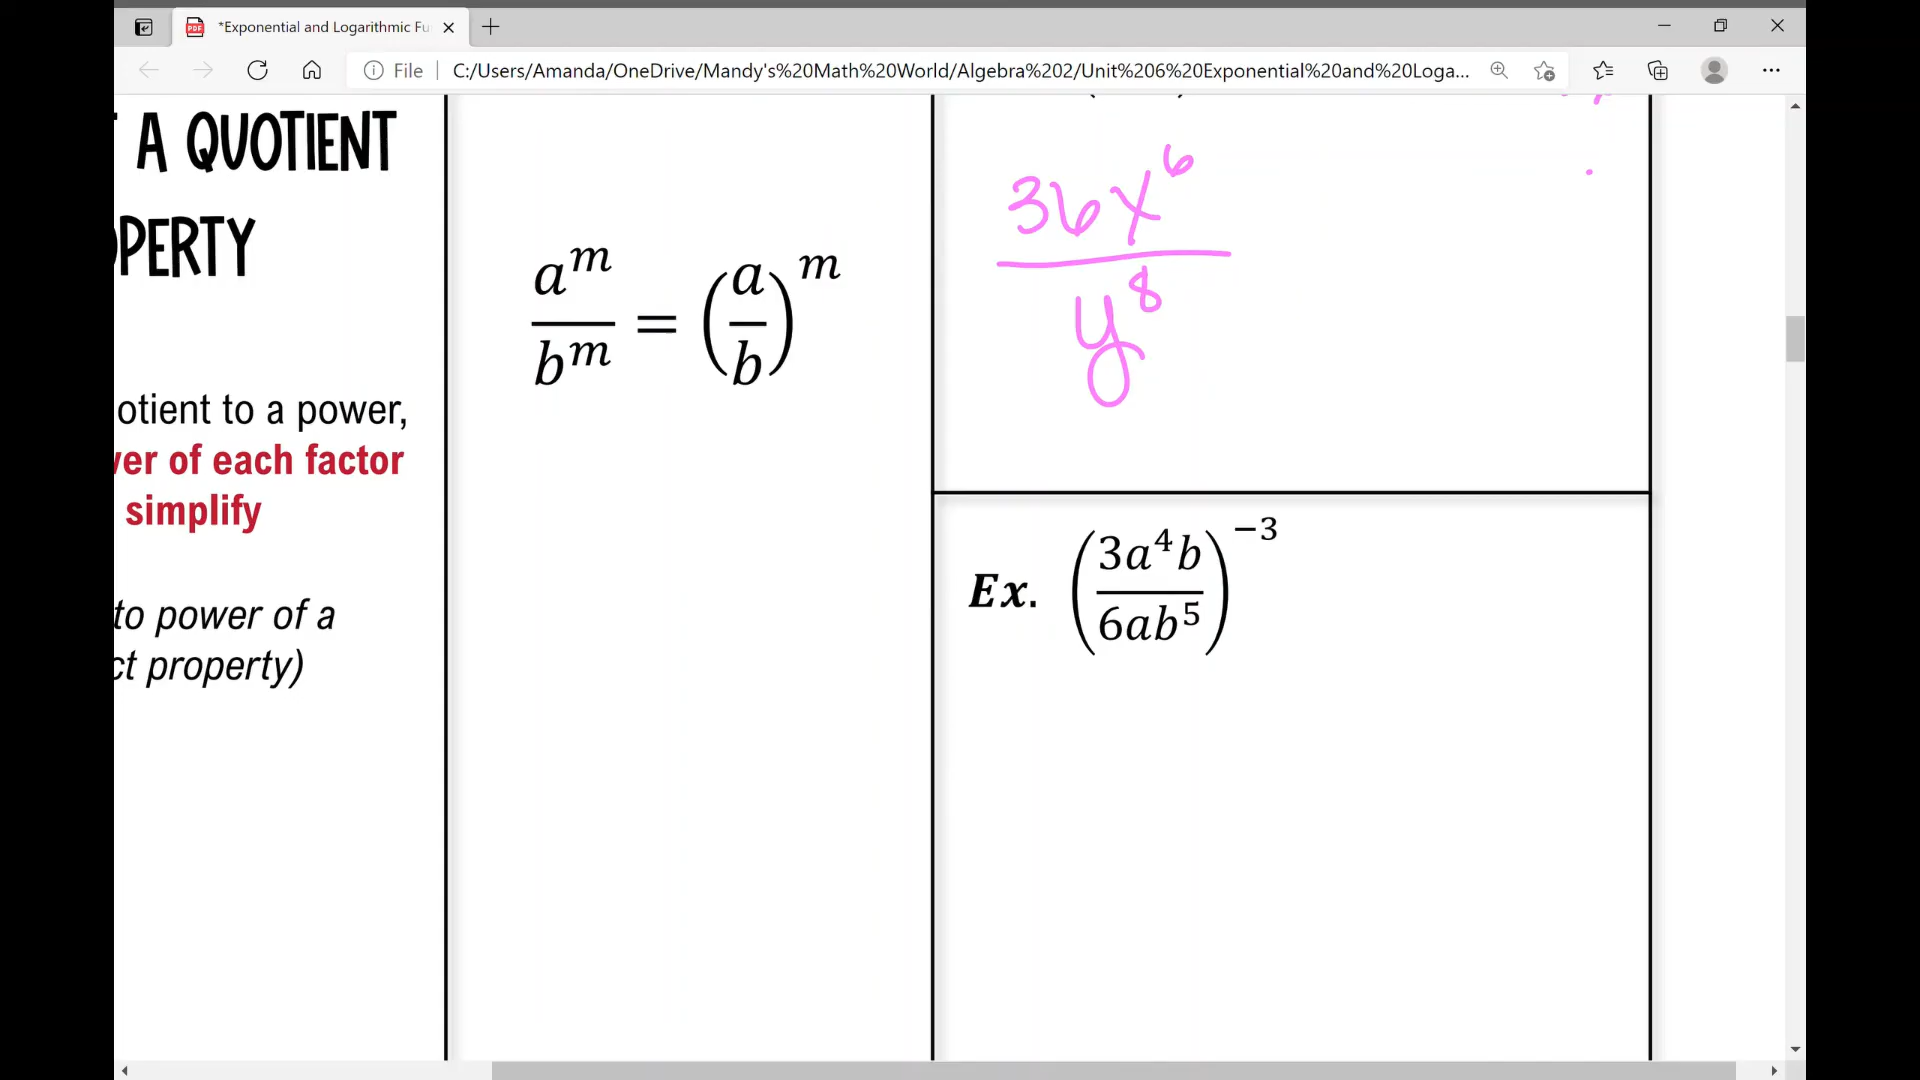 *Exponential and Logarithmic Fu
File
C:/Users/Amanda/OneDrive/Mandy's%20Math%20World/Algebra%202/Unit%206%20Exponential%20and%20Loga...
A QUOTIENT
PERTY
otient to a power,
ver of each factor
simplify
to power of a
ct property)
a^m/b^m = (a/b)^m
36x^6
y^8
Ex. (3a^4b/6ab^5)^-3